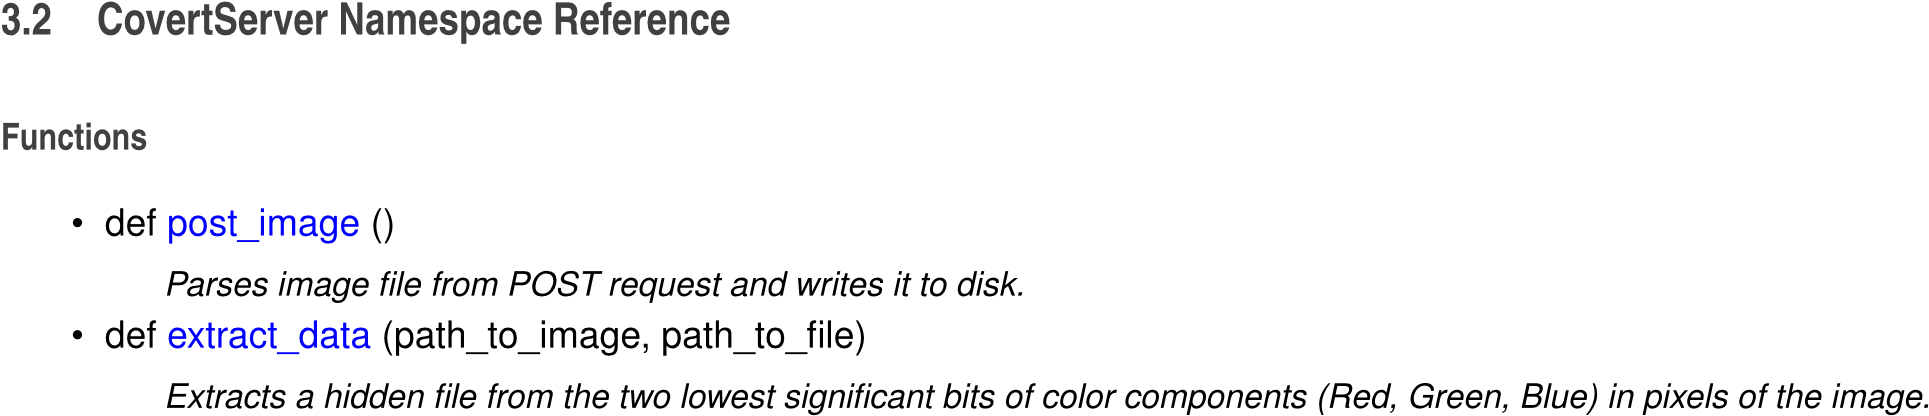 3.2 CovertServer Namespace Reference
Functions
• def post_image ()
Parses image file from POST request and writes it to disk.
• def extract_data (path_to_image, path_to_file)
Extracts a hidden file from the two lowest significant bits of color components (Red, Green, Blue) in pixels of the image.